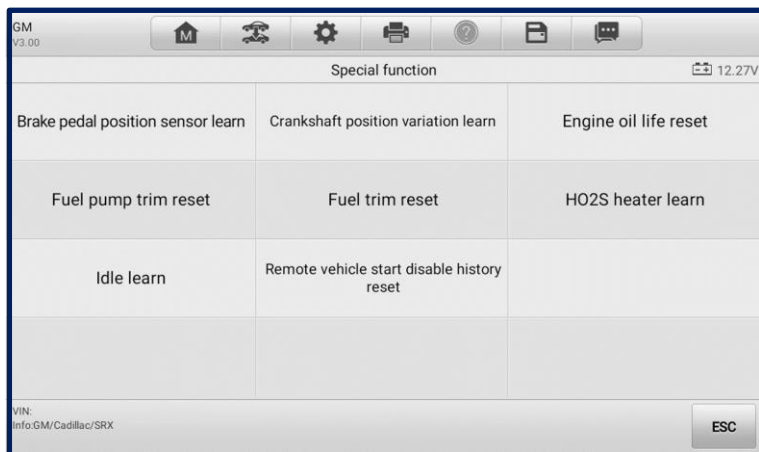 GM
V3.00
M
?
Special function
12.27V
Brake pedal position sensor learn
Crankshaft position variation learn
Engine oil life reset
Fuel pump trim reset
Fuel trim reset
HO2S heater learn
Idle learn
Remote vehicle start disable history
reset
VIN:
Info:GM/Cadillac/SRX
ESC